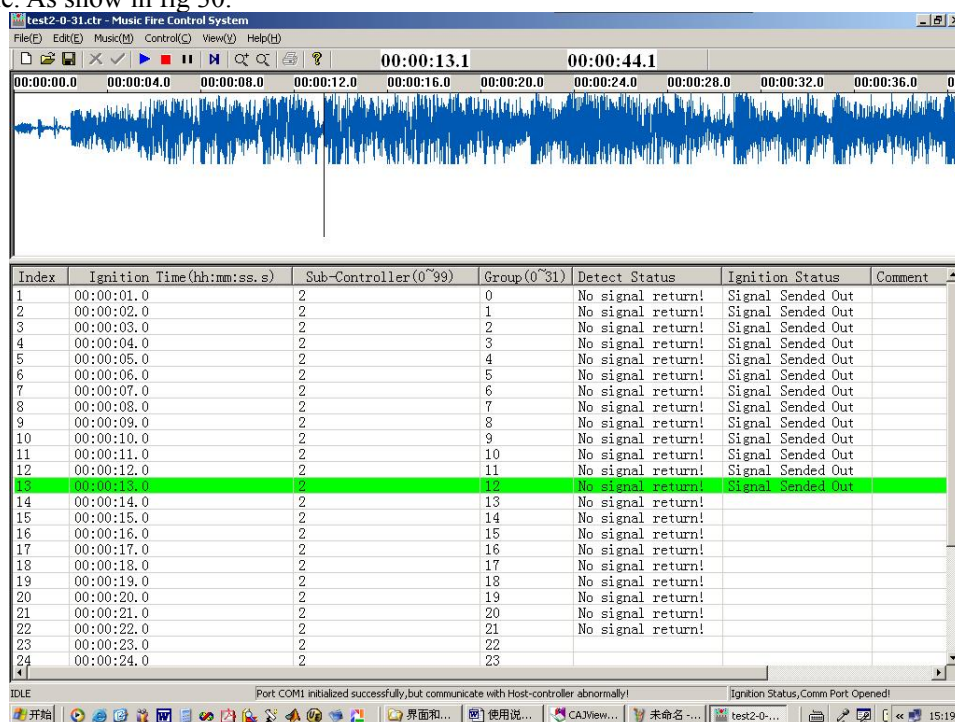 c. As show in fig 30.
test2-0-31.ctr - Music Fire Control System
File(F) Edit(E) Music(M) Control(C) View(V) Help(H)
00:00:13.1 00:00:44.1
00:00:00.0 00:00:04.0 00:00:08.0 00:00:12.0 00:00:16.0 00:00:20.0 00:00:24.0 00:00:28.0 00:00:32.0 00:00:36.0 0
Index Ignition Time(hh:mm:ss.s) Sub-Controller(0~99) Group(0~31) Detect Status Ignition Status Comment
1 00:00:01.0 2 0 No signal return! Signal Sended Out
2 00:00:02.0 2 1 No signal return! Signal Sended Out
3 00:00:03.0 2 2 No signal return! Signal Sended Out
4 00:00:04.0 2 3 No signal return! Signal Sended Out
5 00:00:05.0 2 4 No signal return! Signal Sended Out
6 00:00:06.0 2 5 No signal return! Signal Sended Out
7 00:00:07.0 2 6 No signal return! Signal Sended Out
8 00:00:08.0 2 7 No signal return! Signal Sended Out
9 00:00:09.0 2 8 No signal return! Signal Sended Out
10 00:00:10.0 2 9 No signal return! Signal Sended Out
11 00:00:11.0 2 10 No signal return! Signal Sended Out
12 00:00:12.0 2 11 No signal return! Signal Sended Out
13 00:00:13.0 2 12 No signal return! Signal Sended Out
14 00:00:14.0 2 13 No signal return!
15 00:00:15.0 2 14 No signal return!
16 00:00:16.0 2 15 No signal return!
17 00:00:17.0 2 16 No signal return!
18 00:00:18.0 2 17 No signal return!
19 00:00:19.0 2 18 No signal return!
20 00:00:20.0 2 19 No signal return!
21 00:00:21.0 2 20 No signal return!
22 00:00:22.0 2 21 No signal return!
23 00:00:23.0 2 22
24 00:00:24.0 2 23
IDLE Port COM1 initialized successfully,but communicate with Host-controller abnormally! Ignition Status,Comm Port Opened!
开始 界面和... 使用说... CAJView... 未命名 -... test2-0-... 15:19